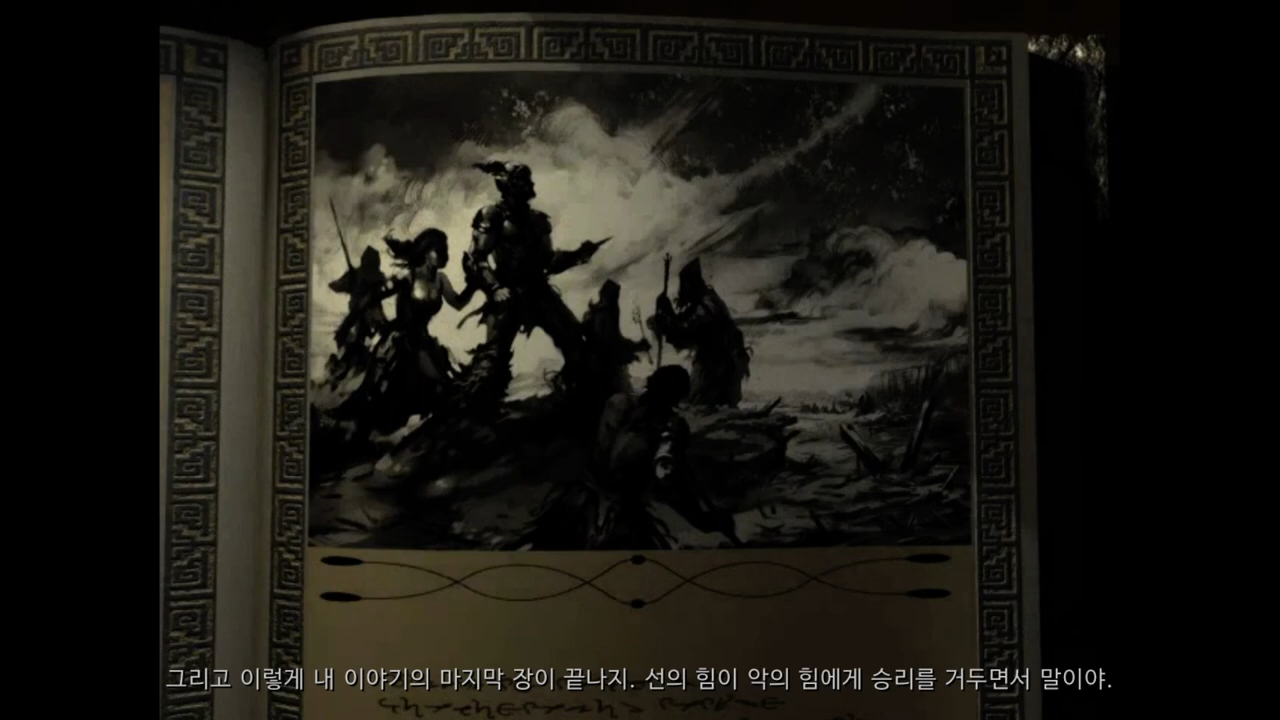 그리고 이렇게 내 이야기의 마지막 장이 끝나지. 선의 힘이 악의 힘에게 승리를 거두면서 말이야.